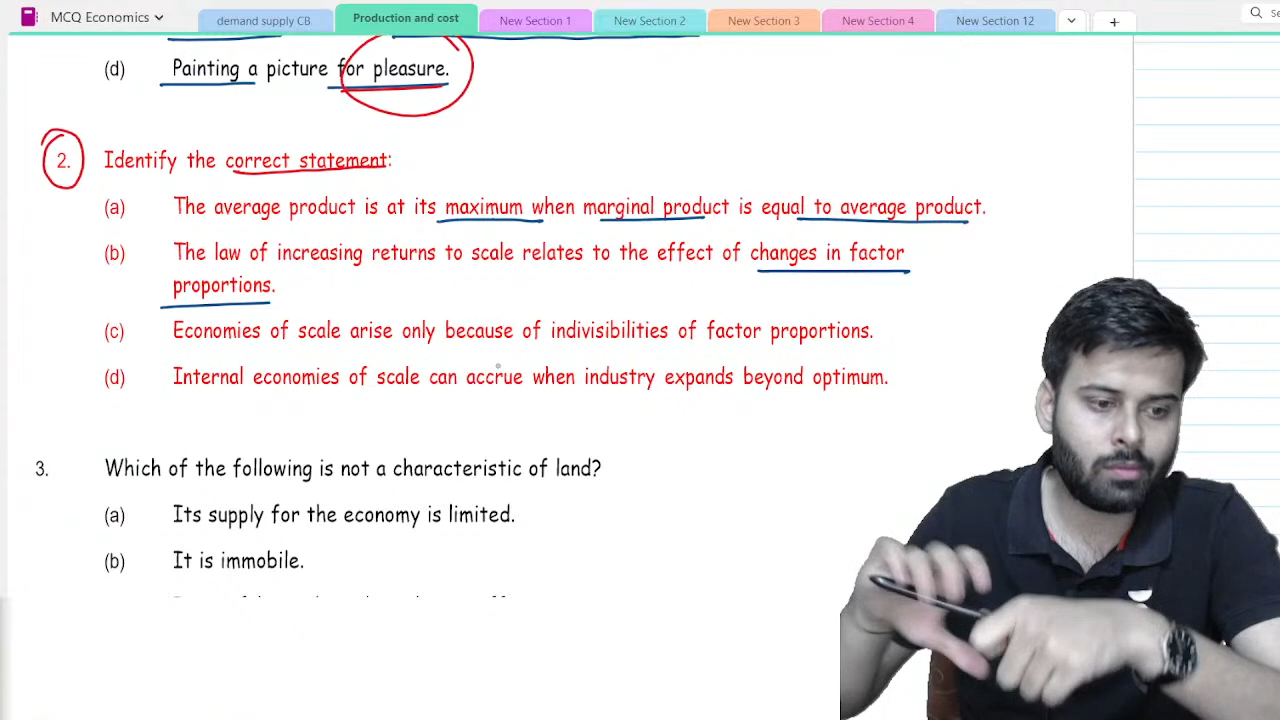 MCQ Economics
demand supply CB
Production and cost
New Section 1
New Section 2
New Section 3
New Section 4
New Section 12
(d) Painting a picture for pleasure.
2. Identify the correct statement:
(a) The average product is at its maximum when marginal product is equal to average product.
(b) The law of increasing returns to scale relates to the effect of changes in factor
proportions.
(c) Economies of scale arise only because of indivisibilities of factor proportions.
(d) Internal economies of scale can accrue when industry expands beyond optimum.
3. Which of the following is not a characteristic of land?
(a) Its supply for the economy is limited.
(b) It is immobile.